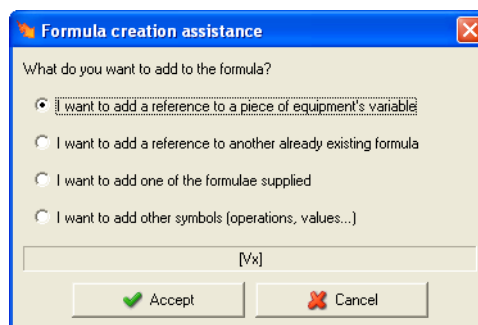 Formula creation assistance
What do you want to add to the formula?
I want to add a reference to a piece of equipment's variable
I want to add a reference to another already existing formula
I want to add one of the formulae supplied
I want to add other symbols (operations, values...)
[Vx]
Accept
Cancel